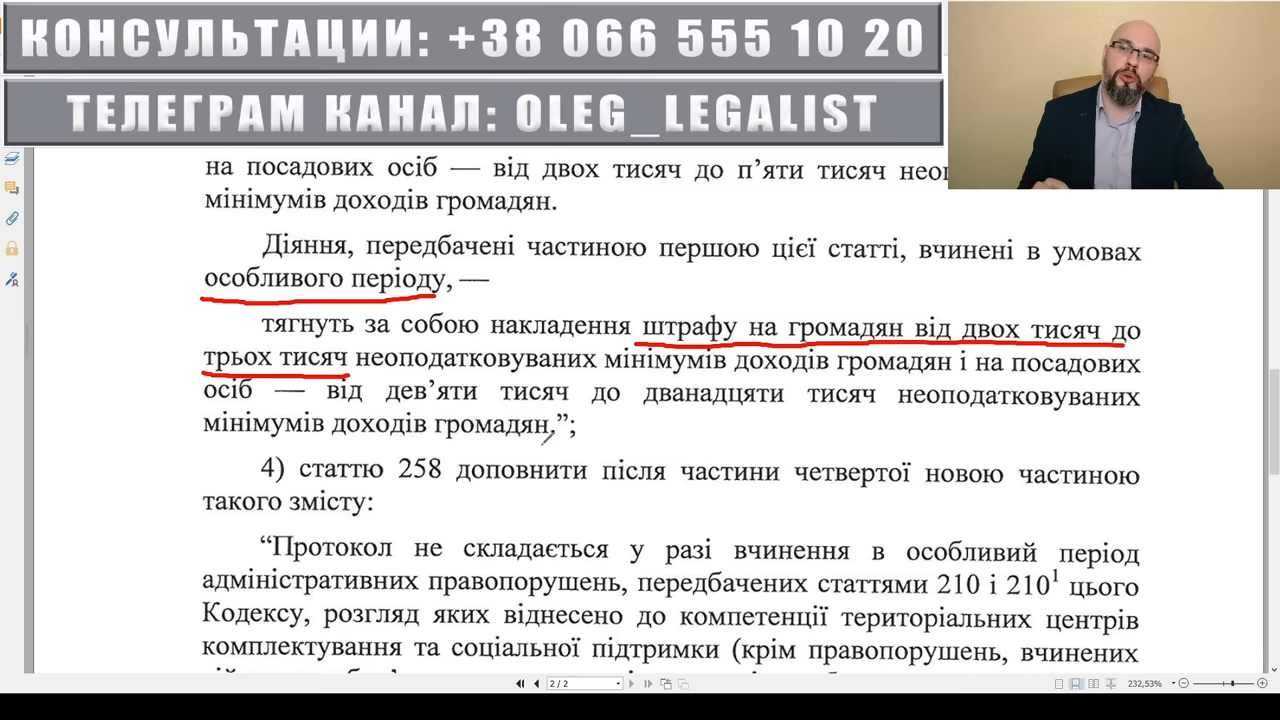 КОНСУЛЬТАЦИИ: +38 066 555 10 20
ТЕЛЕГРАМ КАНАЛ: OLEG_LEGALIST
на посадових осіб — від двох тисяч до п’яти тисяч
мінімумів доходів громадян.
Діяння, передбачені частиною першою цієї статті, вчинені в умовах
особливого періоду, —
тягнуть за собою накладення штрафу на громадян від двох тисяч до
трьох тисяч неоподатковуваних мінімумів доходів громадян і на посадових
осіб — від дев’яти тисяч до дванадцяти тисяч неоподатковуваних
мінімумів доходів громадян.”;
4) статтю 258 доповнити після частини четвертої новою частиною
такого змісту:
“Протокол не складається у разі вчинення в особливий період
адміністративних правопорушень, передбачених статтями 210 і 210¹ цього
Кодексу, розгляд яких віднесено до компетенції територіальних центрів
комплектування та соціальної підтримки (крім правопорушень, вчинених
2 / 2
232,53%